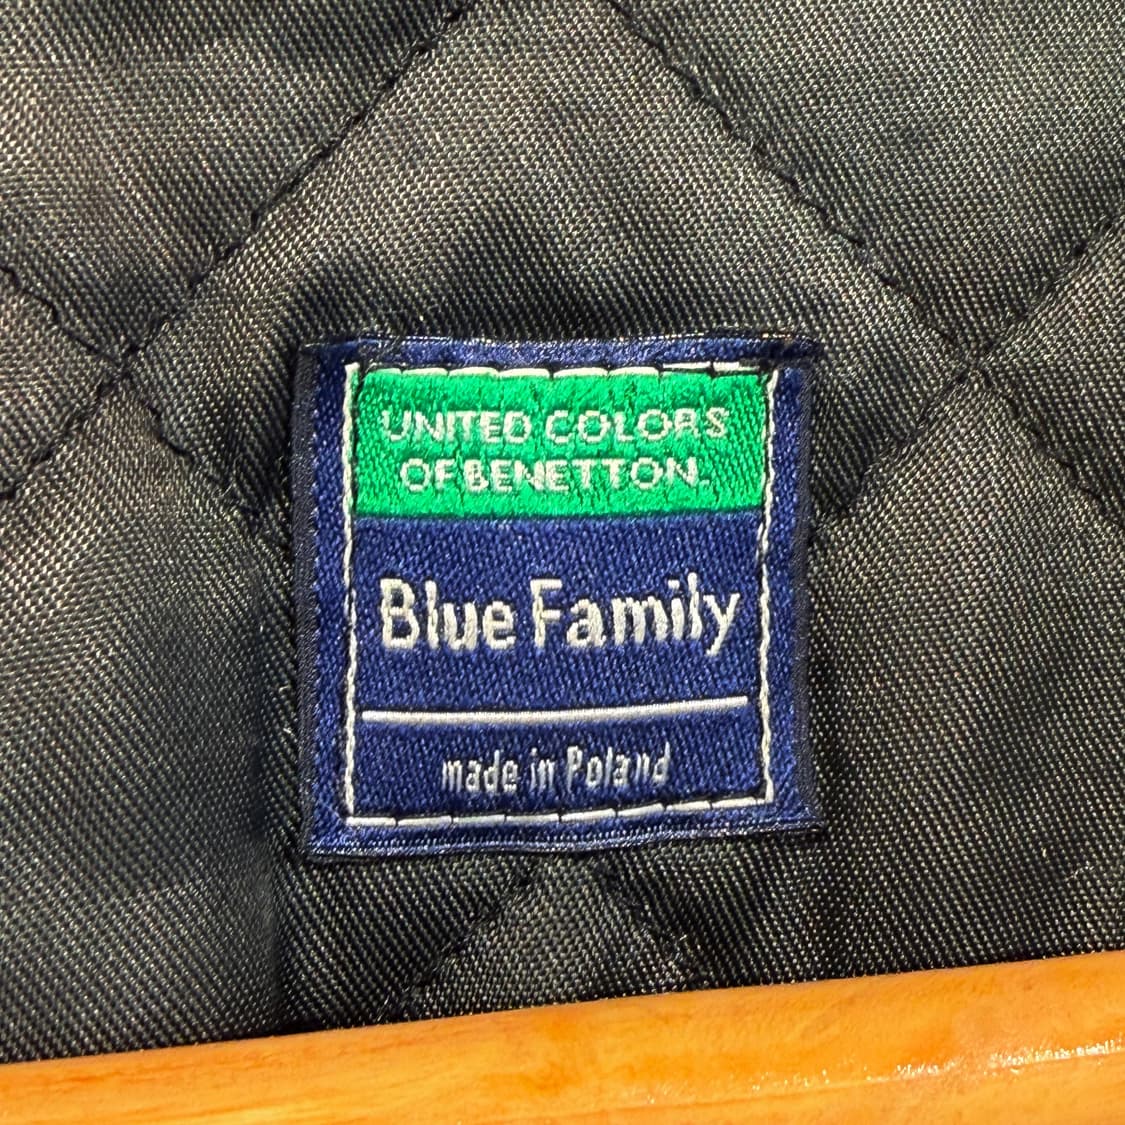 UNITED COLORS
OF BENETTON.
Blue Family
made in Poland